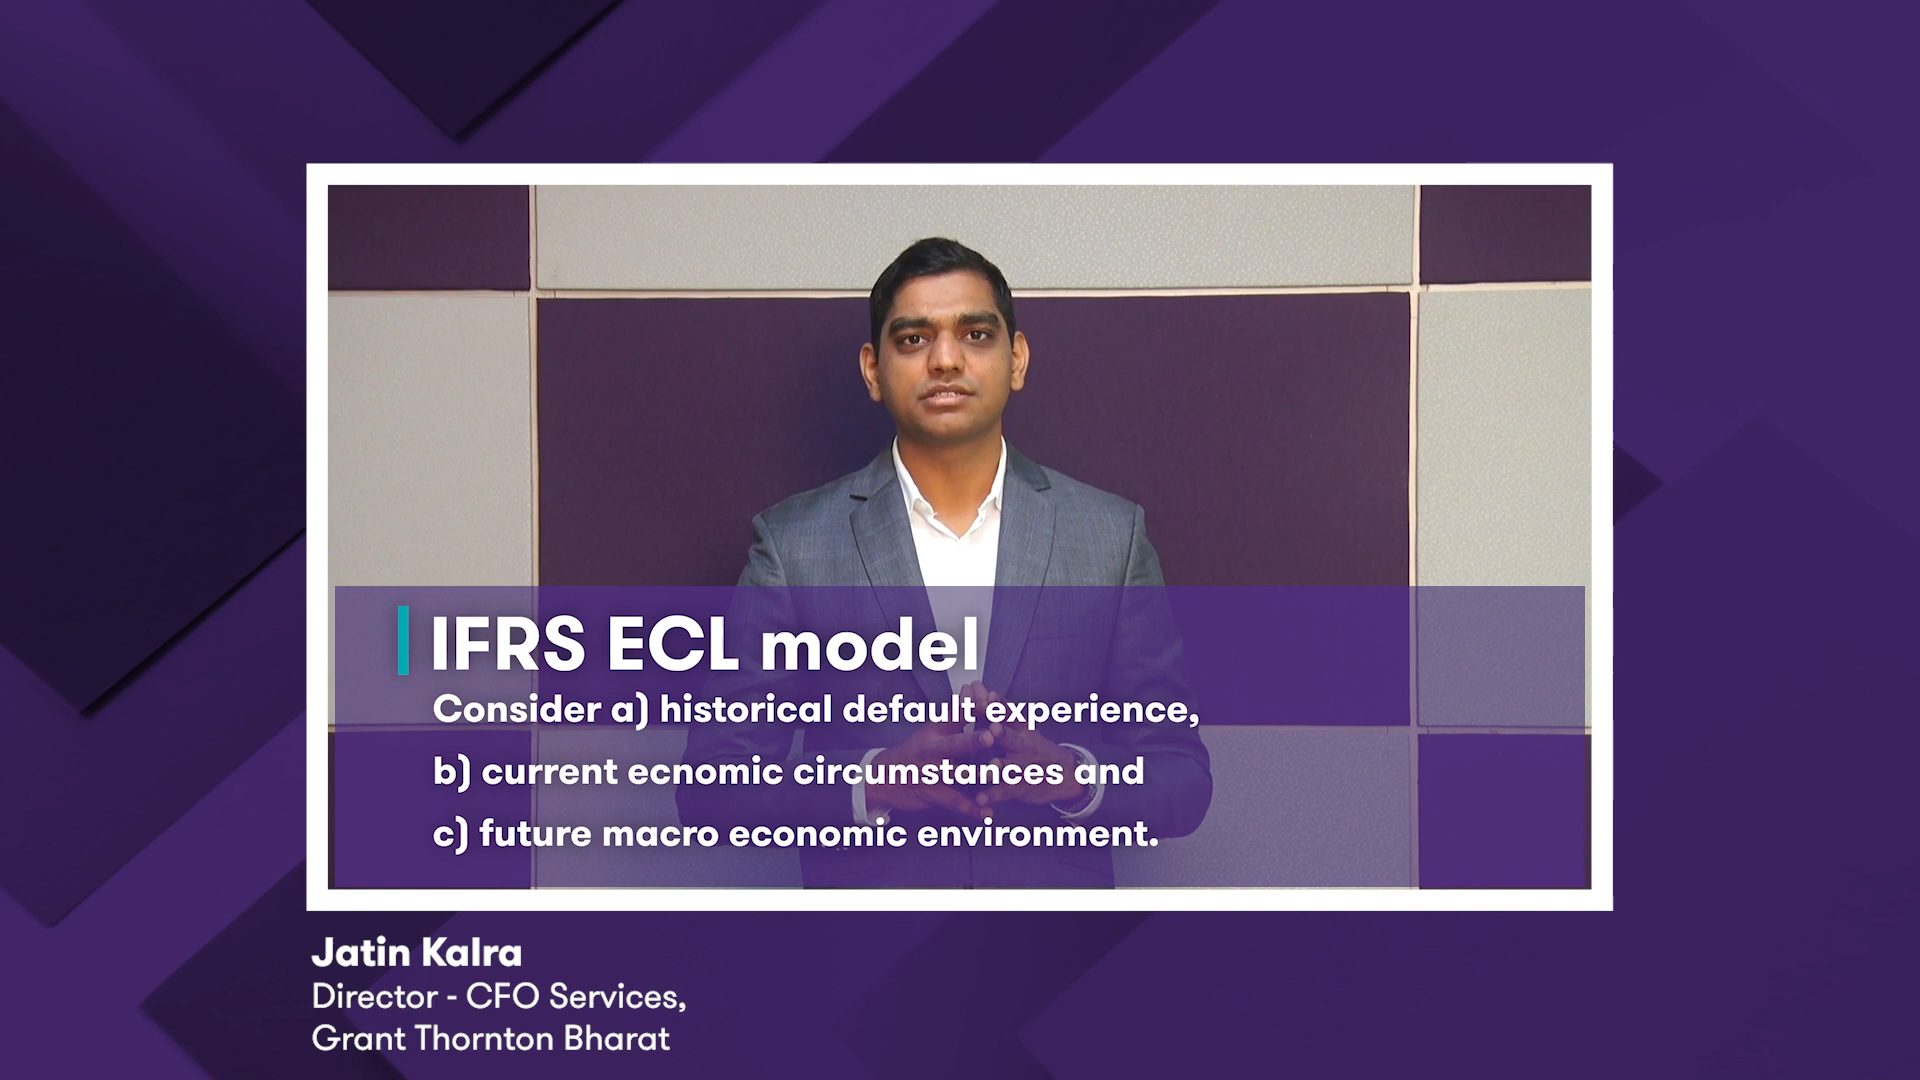 IFRS ECL model
Consider a) historical default experience,
b) current ecnomic circumstances and
c) future macro economic environment.
Jatin Kalra
Director - CFO Services,
Grant Thornton Bharat